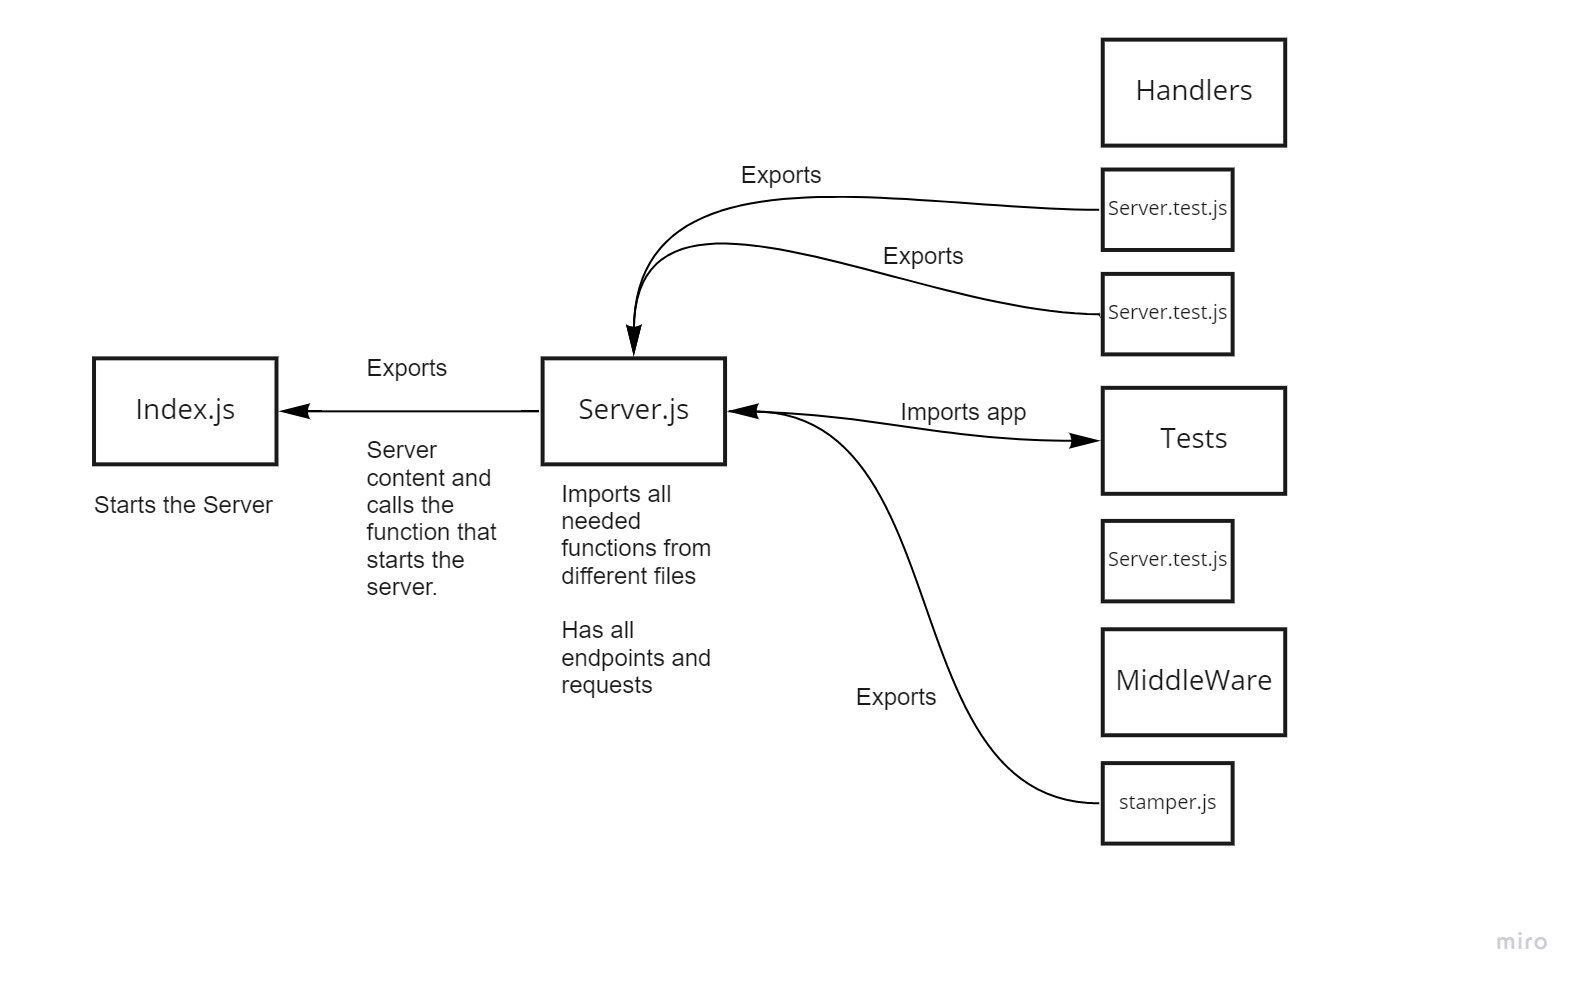 Handlers
Exports
Server.test.js
Exports
Server.test.js
Index.js
Starts the Server
Exports
Server
content and
calls the
function that
starts the
server.
Server.js
Imports all
needed
functions from
different files
Has all
endpoints and
requests
Imports app
Tests
Server.test.js
MiddleWare
Exports
stamper.js
miro